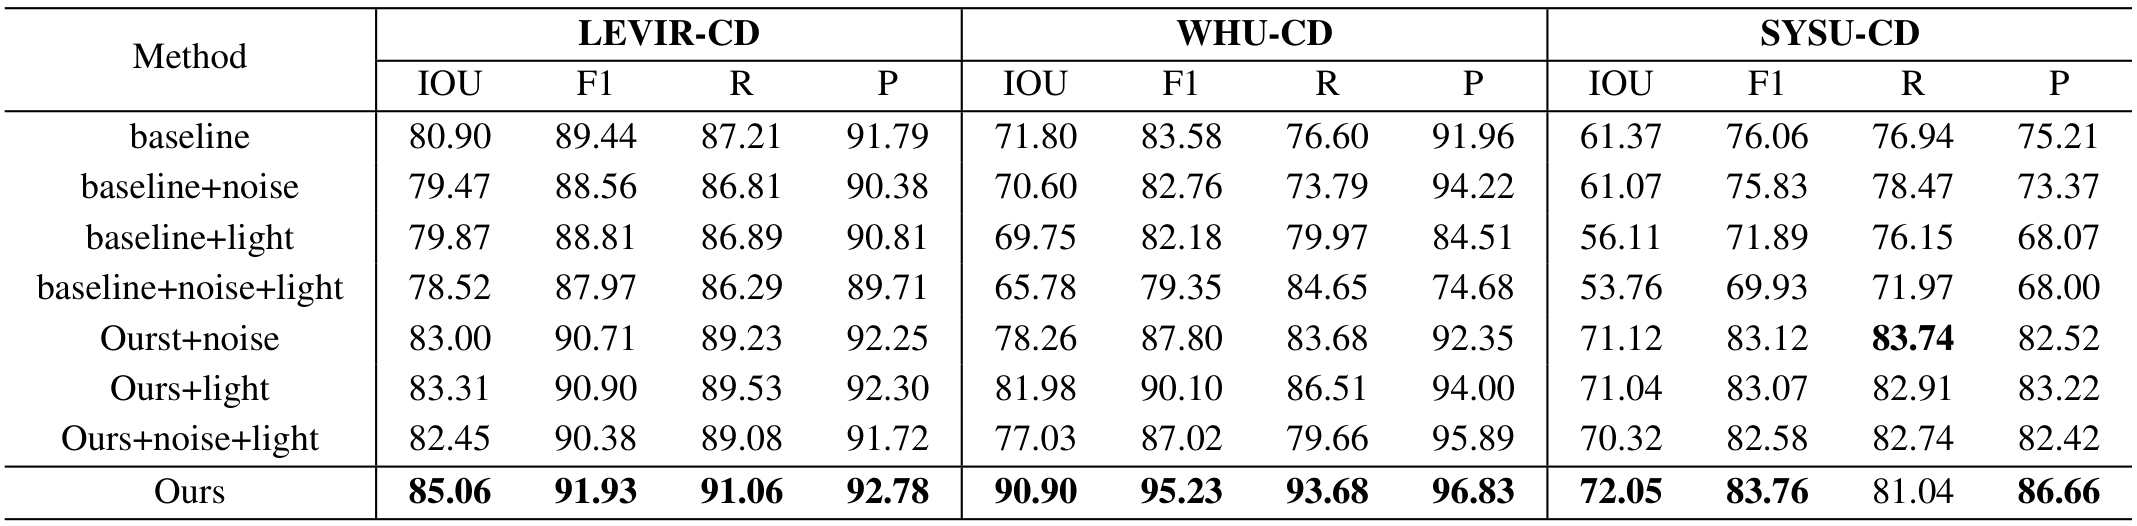 Method LEVIR-CD WHU-CD SYSU-CD
IOU F1 R P IOU F1 R P IOU F1 R P
baseline 80.90 89.44 87.21 91.79 71.80 83.58 76.60 91.96 61.37 76.06 76.94 75.21
baseline+noise 79.47 88.56 86.81 90.38 70.60 82.76 73.79 94.22 61.07 75.83 78.47 73.37
baseline+light 79.87 88.81 86.89 90.81 69.75 82.18 79.97 84.51 56.11 71.89 76.15 68.07
baseline+noise+light 78.52 87.97 86.29 89.71 65.78 79.35 84.65 74.68 53.76 69.93 71.97 68.00
Ourst+noise 83.00 90.71 89.23 92.25 78.26 87.80 83.68 92.35 71.12 83.12 83.74 82.52
Ours+light 83.31 90.90 89.53 92.30 81.98 90.10 86.51 94.00 71.04 83.07 82.91 83.22
Ours+noise+light 82.45 90.38 89.08 91.72 77.03 87.02 79.66 95.89 70.32 82.58 82.74 82.42
Ours 85.06 91.93 91.06 92.78 90.90 95.23 93.68 96.83 72.05 83.76 81.04 86.66